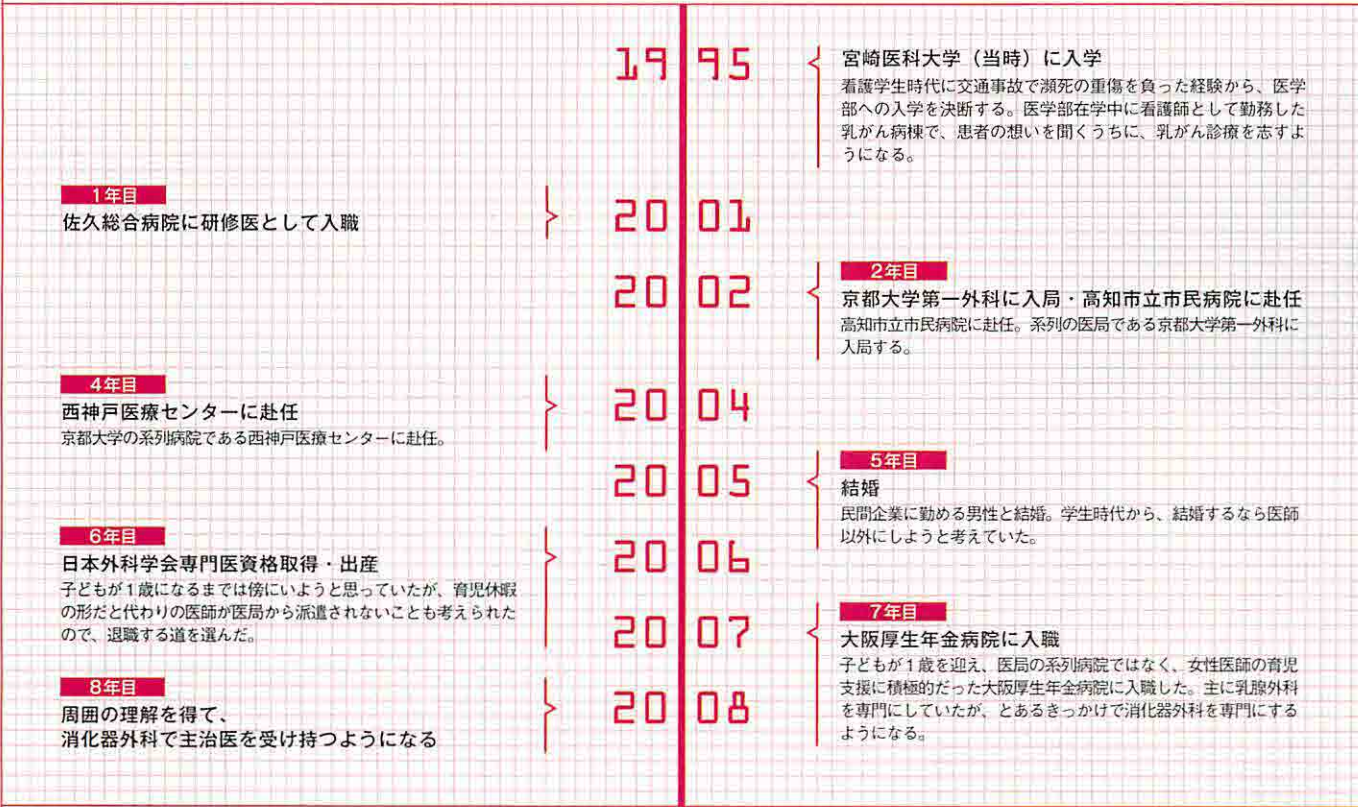 1995
宮崎医科大学（当時）に入学
看護学生時代に交通事故で瀕死の重傷を負った経験から、医学
部への入学を決断する。医学部在学中に看護師として勤務した
乳がん病棟で、患者の想いを聞くうちに、乳がん診療を志すよ
うになる。
1年目
佐久総合病院に研修医として入職
2001
2002
2年目
京都大学第一外科に入局・高知市立市民病院に赴任
高知市立市民病院に赴任。系列の医局である京都大学第一外科に
入局する。
4年目
西神戸医療センターに赴任
京都大学の系列病院である西神戸医療センターに赴任。
2004
2005
5年目
結婚
民間企業に勤める男性と結婚。学生時代から、結婚するなら医師
以外にしようと考えていた。
6年目
日本外科学会専門医資格取得・出産
子どもが1歳になるまでは傍にいようと思っていたが、育児休暇
の形だと代わりの医師が医局から派遣されないことも考えられた
ので、退職する道を選んだ。
2006
2007
7年目
大阪厚生年金病院に入職
子どもが1歳を迎え、医局の系列病院ではなく、女性医師の育児
支援に積極的だった大阪厚生年金病院に入職した。主に乳腺外科
を専門にしていたが、とあるきっかけで消化器外科を専門にする
ようになる。
8年目
周囲の理解を得て、
消化器外科で主治医を受け持つようになる
2008